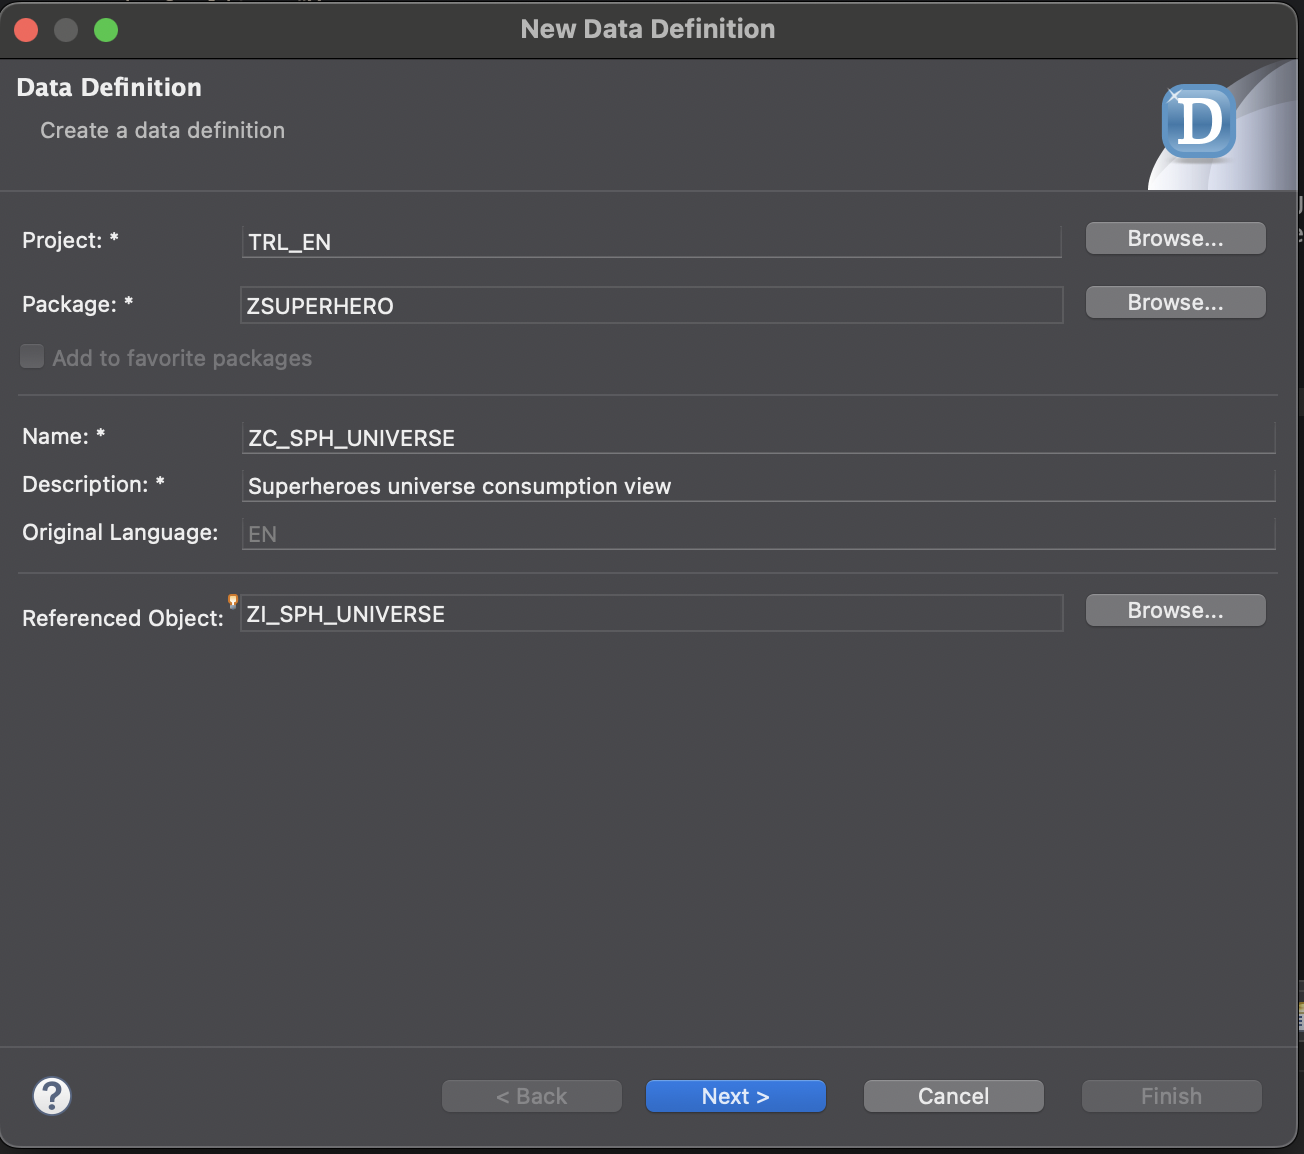 New Data Definition
Data Definition
Create a data definition
D
Project: * TRL_EN Browse...
Package: * ZSUPERHERO Browse...
Add to favorite packages
Name: * ZC_SPH_UNIVERSE
Description: * Superheroes universe consumption view
Original Language: EN
Referenced Object: ZI_SPH_UNIVERSE Browse...
? < Back Next > Cancel Finish